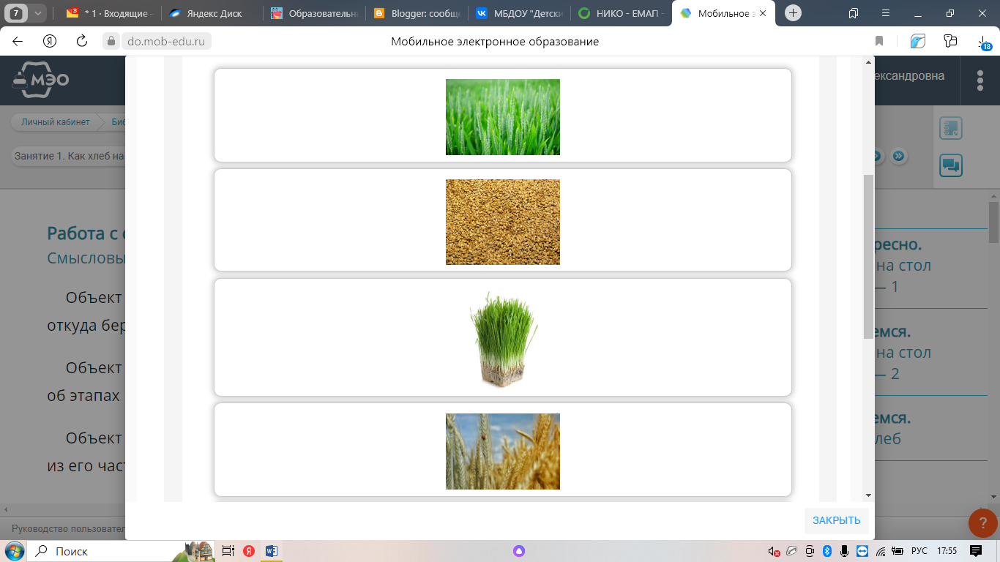 7
* 1 · Входящие –
Яндекс Диск
Образовательн
Blogger: сообще
МБДОУ "Детски
НИКО - ЕМАП -
Мобильное э
do.mob-edu.ru
Мобильное электронное образование
18
МЭО
ександровна
Личный кабинет
Биб
Занятие 1. Как хлеб на
Работа с о
Смысловы
Объект
откуда бер
Объект
об этапах
Объект
из его част
ресно.
на стол
— 1
емся.
на стол
— 2
емся.
леб
ЗАКРЫТЬ
?
Руководство пользовател
Поиск
РУС
17:55